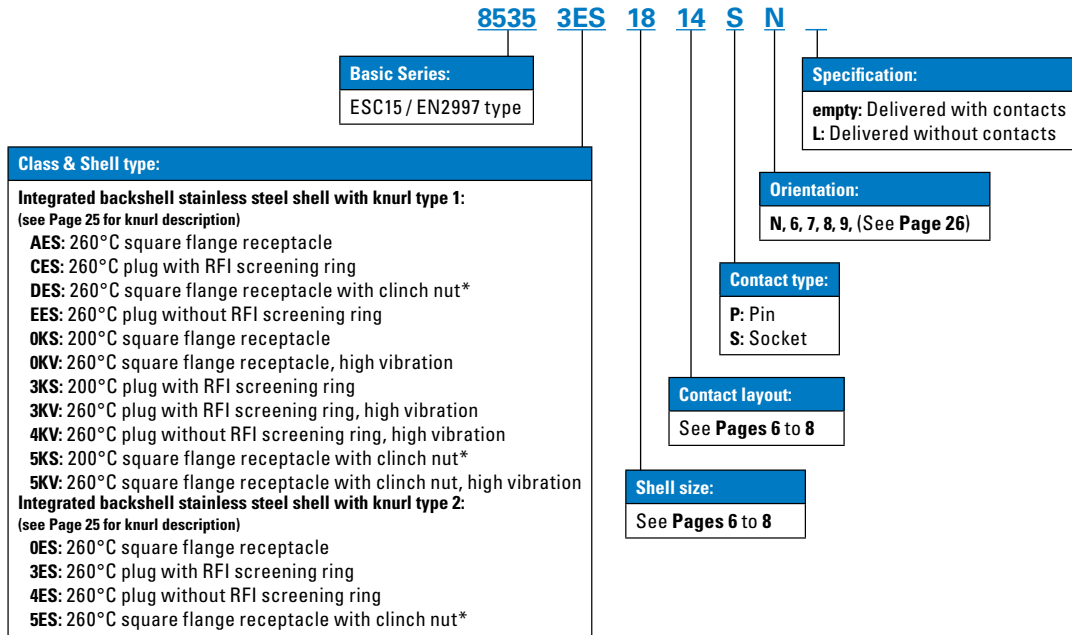 8535 3ES 18 14 S N _
Basic Series:
ESC15 / EN2997 type
Specification:
empty: Delivered with contacts
L: Delivered without contacts
Class & Shell type:
Integrated backshell stainless steel shell with knurl type 1:
(see Page 25 for knurl description)
AES: 260°C square flange receptacle
CES: 260°C plug with RFI screening ring
DES: 260°C square flange receptacle with clinch nut*
EES: 260°C plug without RFI screening ring
0KS: 200°C square flange receptacle
0KV: 260°C square flange receptacle, high vibration
3KS: 200°C plug with RFI screening ring
3KV: 260°C plug with RFI screening ring, high vibration
4KV: 260°C plug without RFI screening ring, high vibration
5KS: 200°C square flange receptacle with clinch nut*
5KV: 260°C square flange receptacle with clinch nut, high vibration
Integrated backshell stainless steel shell with knurl type 2:
(see Page 25 for knurl description)
0ES: 260°C square flange receptacle
3ES: 260°C plug with RFI screening ring
4ES: 260°C plug without RFI screening ring
5ES: 260°C square flange receptacle with clinch nut*
Orientation:
N, 6, 7, 8, 9, (See Page 26)
Contact type:
P: Pin
S: Socket
Contact layout:
See Pages 6 to 8
Shell size:
See Pages 6 to 8